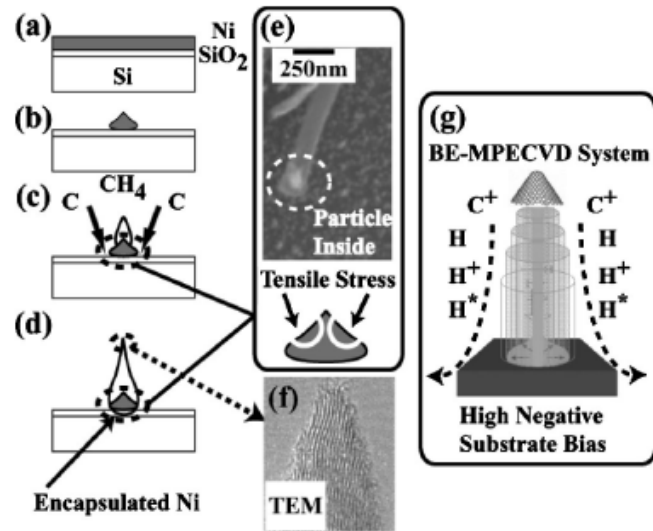 (a)
Ni
SiO2
Si
(b)
(c)
CH4
C
C
(d)
Encapsulated Ni
(e)
250nm
Particle
Inside
Tensile Stress
(f)
TEM
(g)
BE-MPECVD System
C+ C+
H H
H+ H+
H* H*
High Negative
Substrate Bias